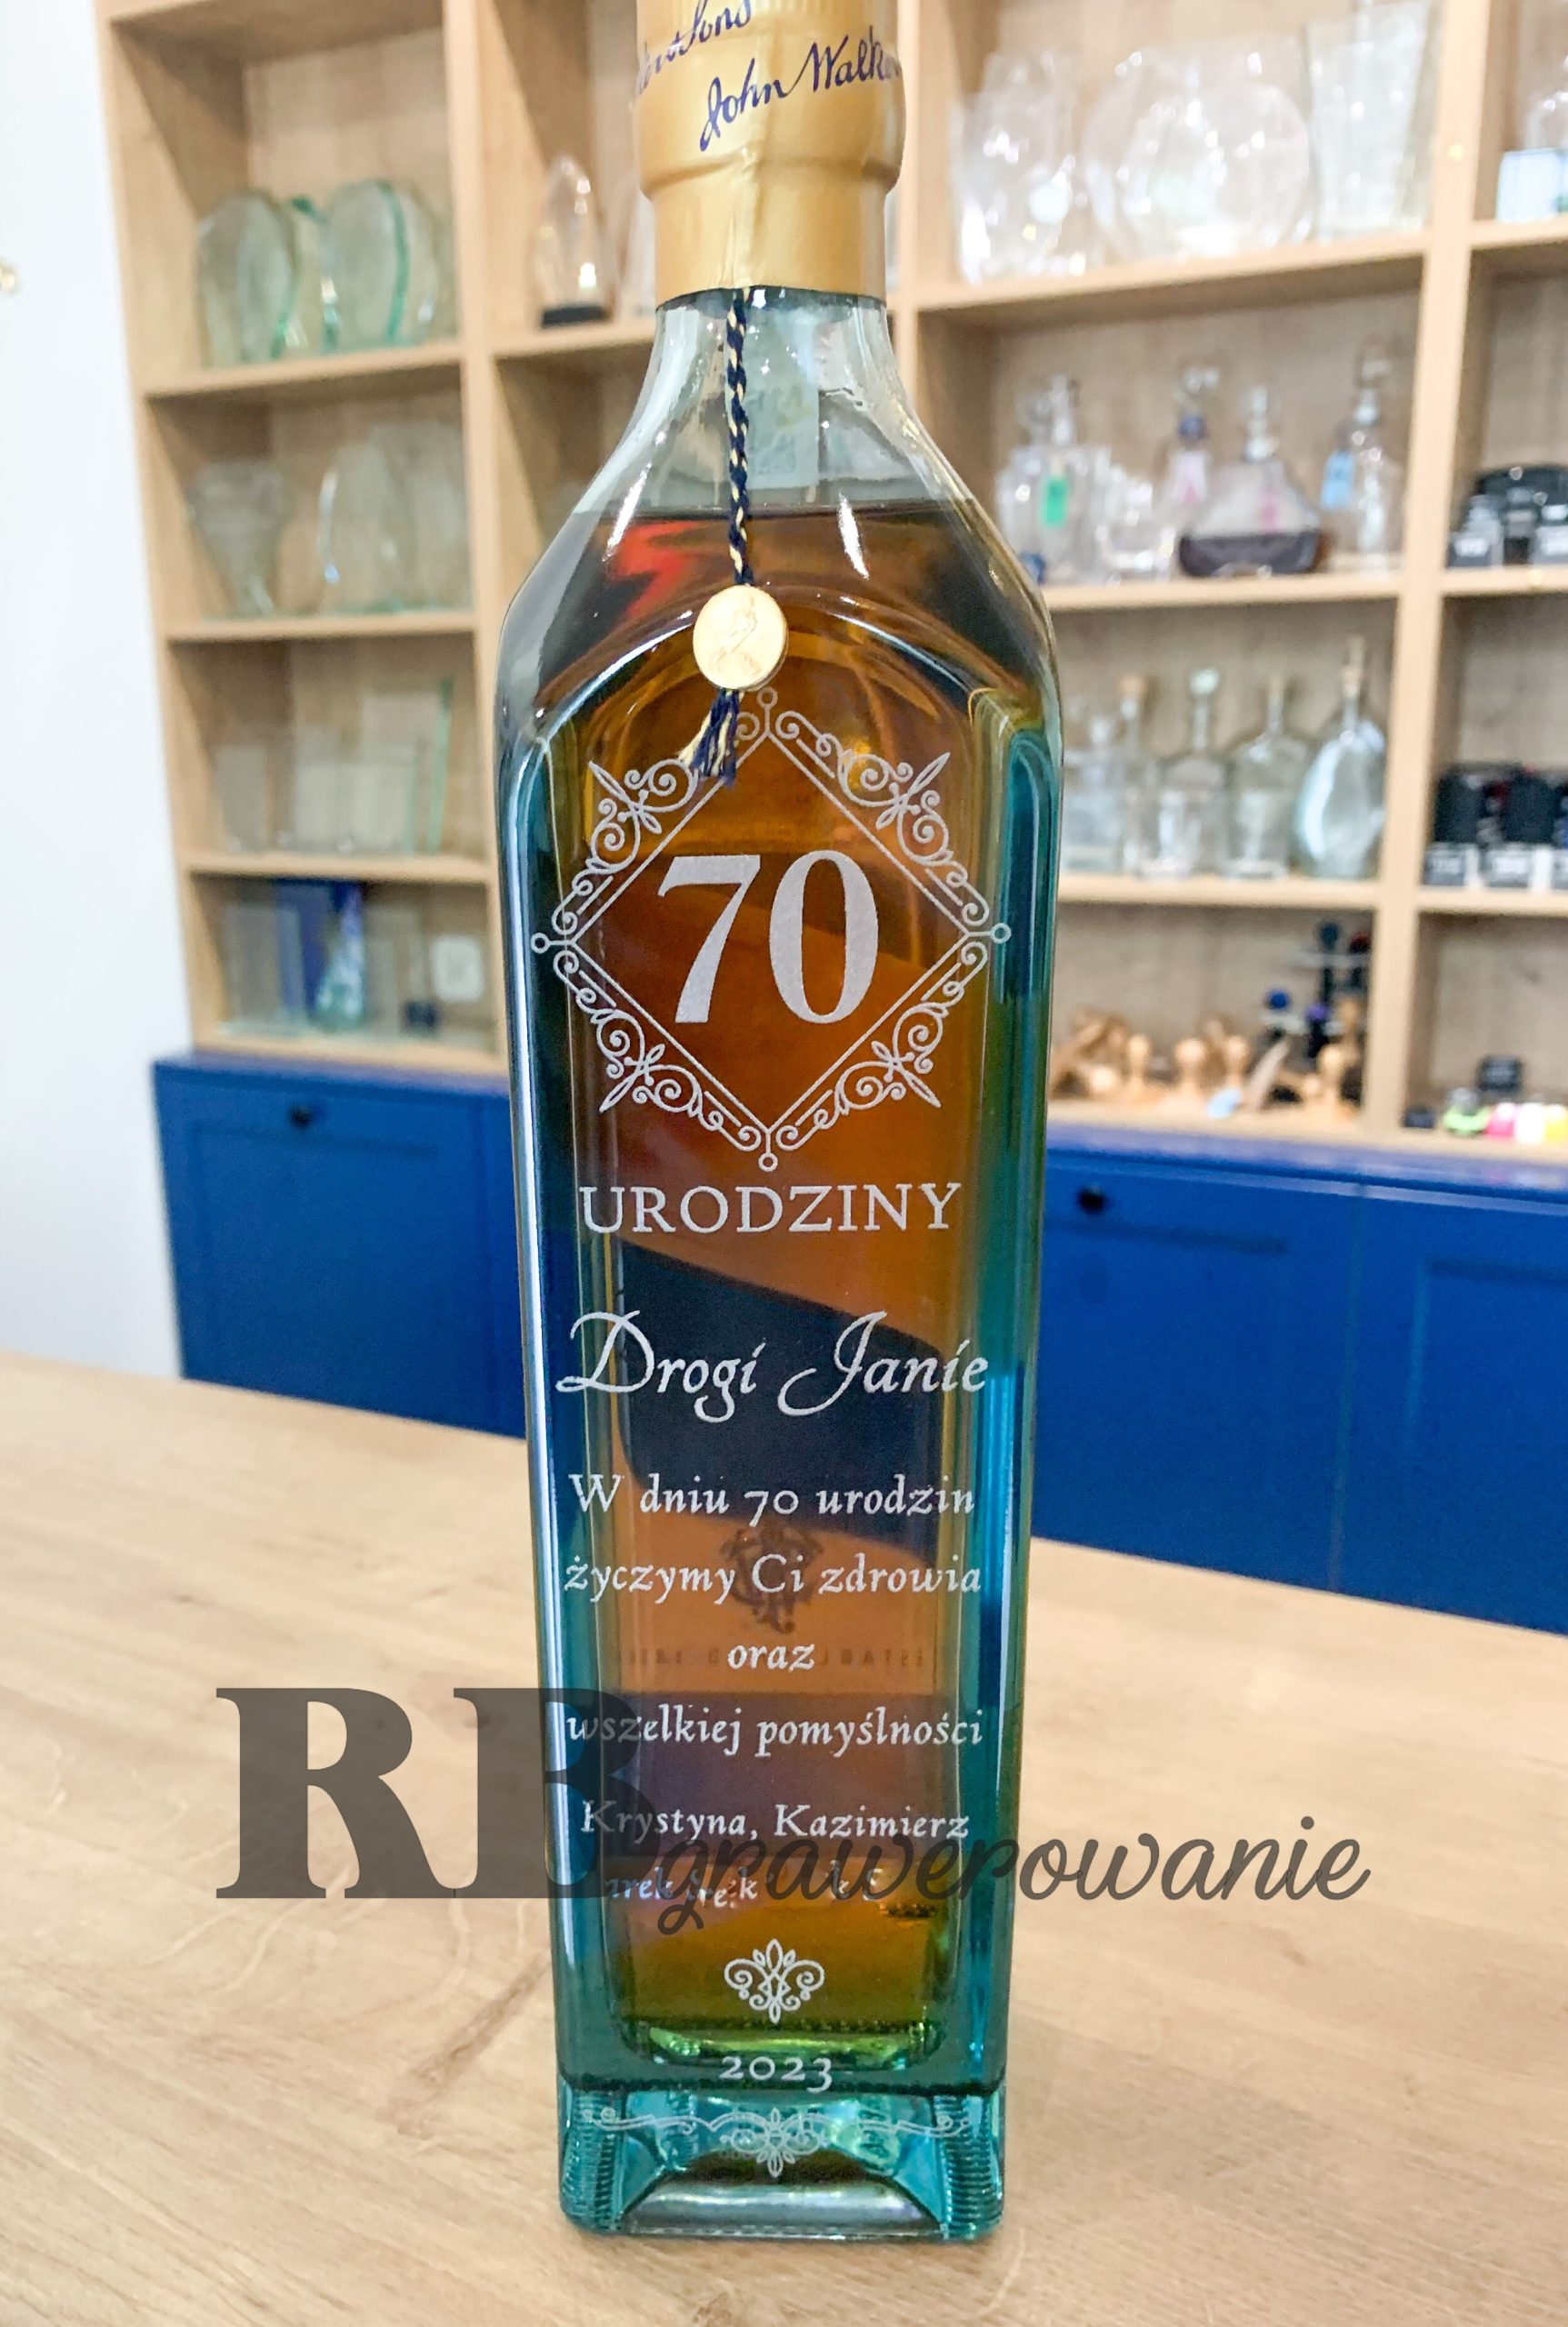 John Walker
70
URODZINY
Drogi Janie
W dniu 70 urodzin
życzymy Ci zdrowia
oraz
wszelkiej pomyślności
Krystyna, Kazimierz
RB grawerowanie
2023